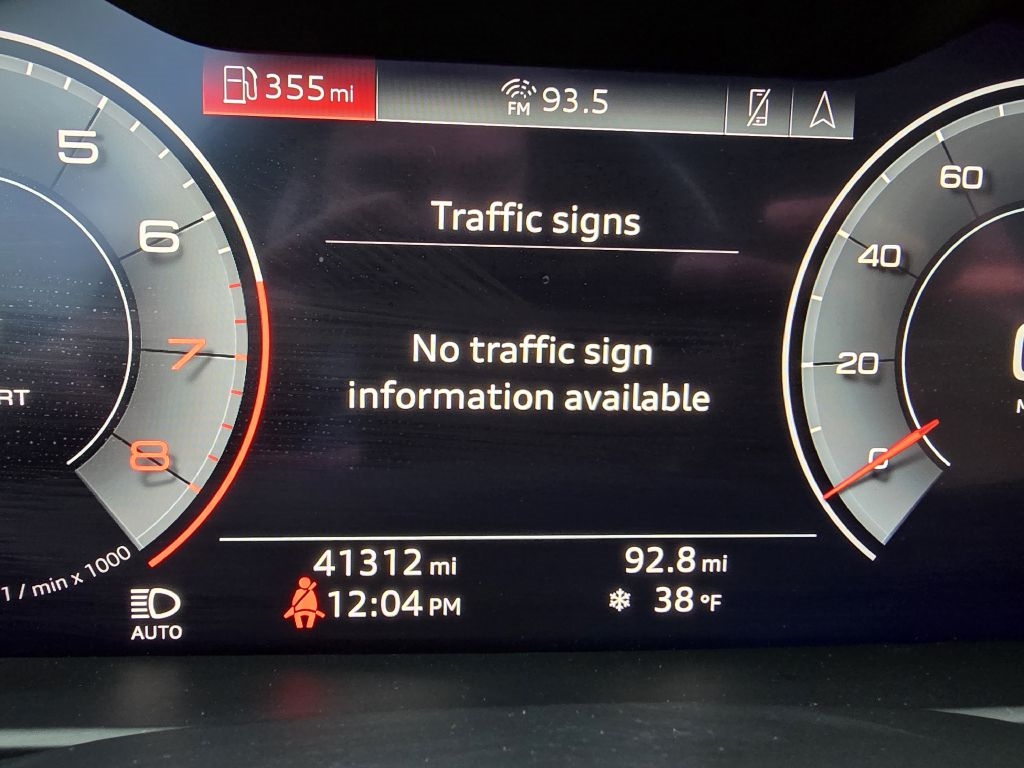 355 mi
FM 93.5
Traffic signs
No traffic sign
information available
5
6
7
8
1 / min x 1000
60
40
20
0
41312 mi
92.8 mi
12:04 PM
38 °F
AUTO